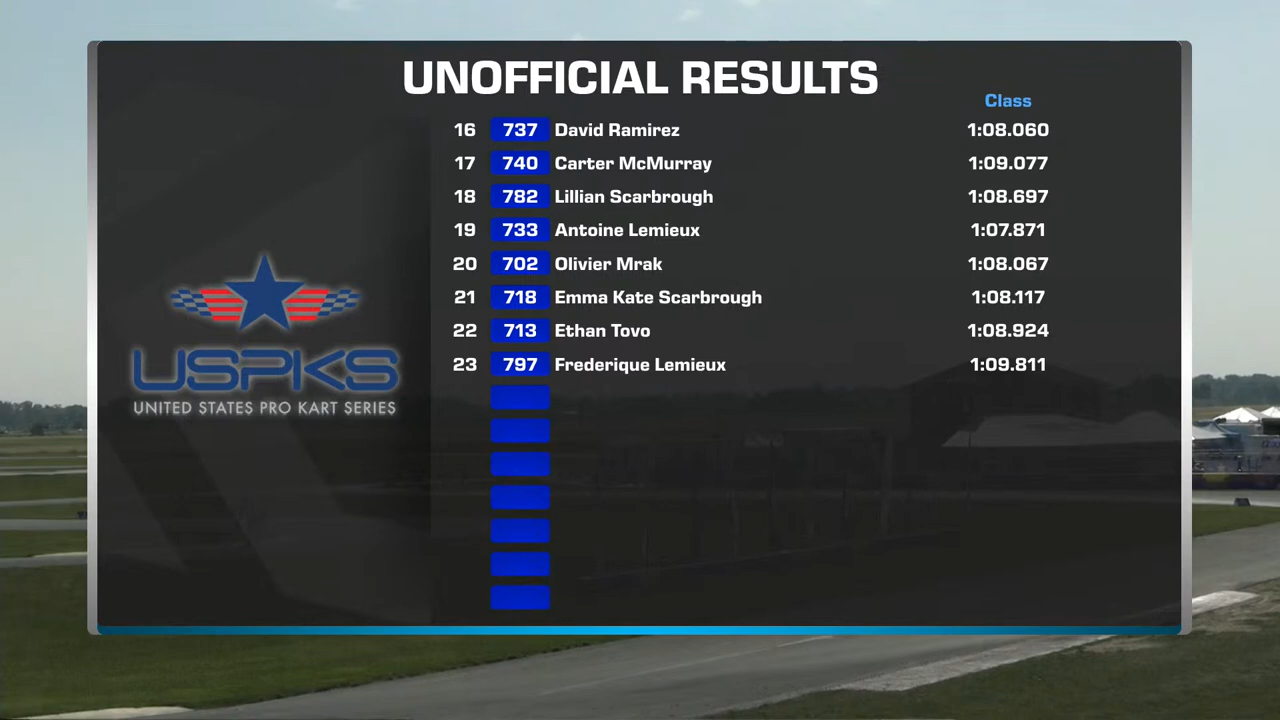 UNOFFICIAL RESULTS
Class
16 737 David Ramirez 1:08.060
17 740 Carter McMurray 1:09.077
18 782 Lillian Scarbrough 1:08.697
19 733 Antoine Lemieux 1:07.871
20 702 Olivier Mrak 1:08.067
21 718 Emma Kate Scarbrough 1:08.117
22 713 Ethan Tovo 1:08.924
23 797 Frederique Lemieux 1:09.811
USPKS
UNITED STATES PRO KART SERIES